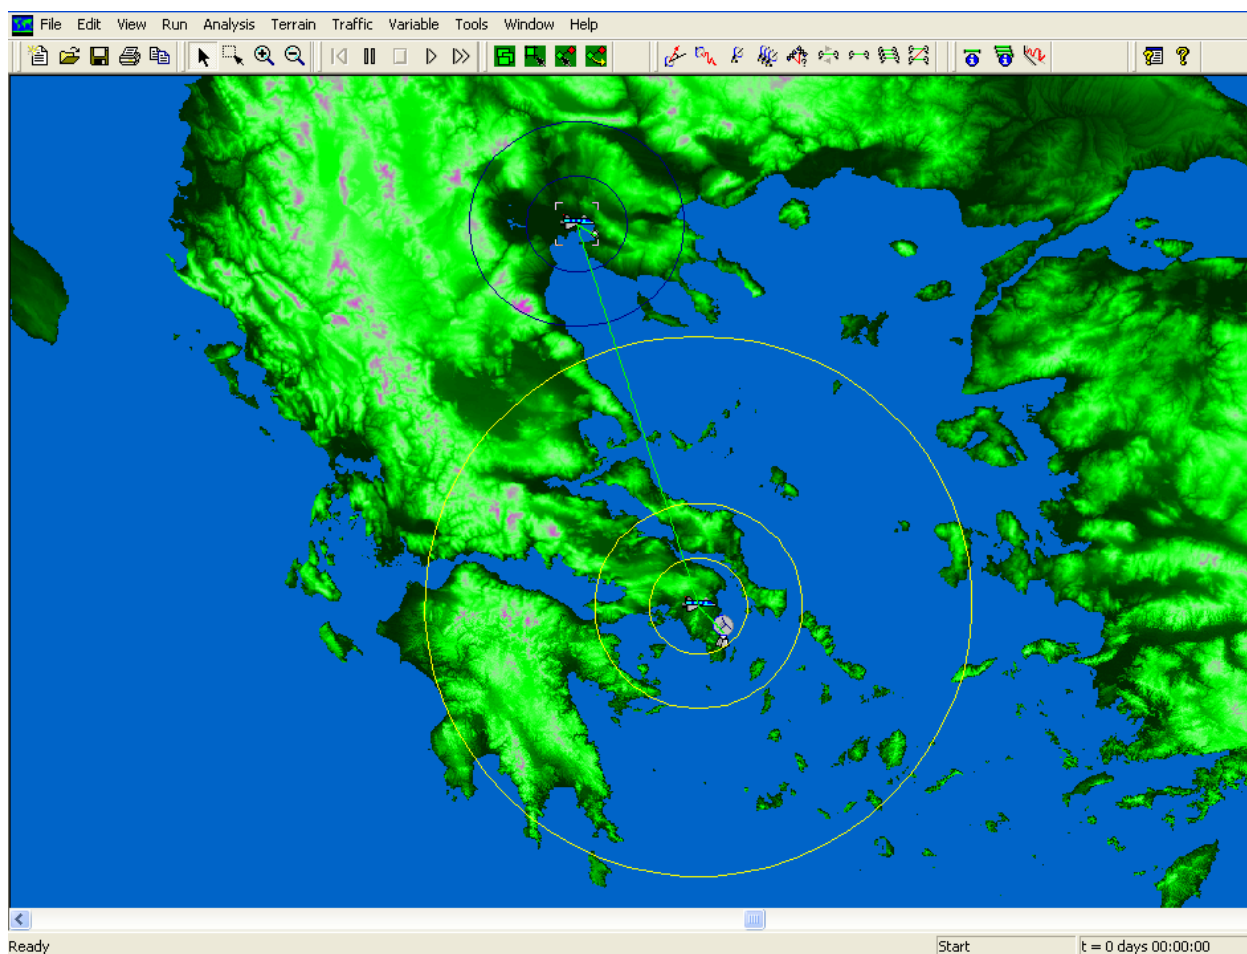 File Edit View Run Analysis Terrain Traffic Variable Tools Window Help
Ready Start t = 0 days 00:00:00